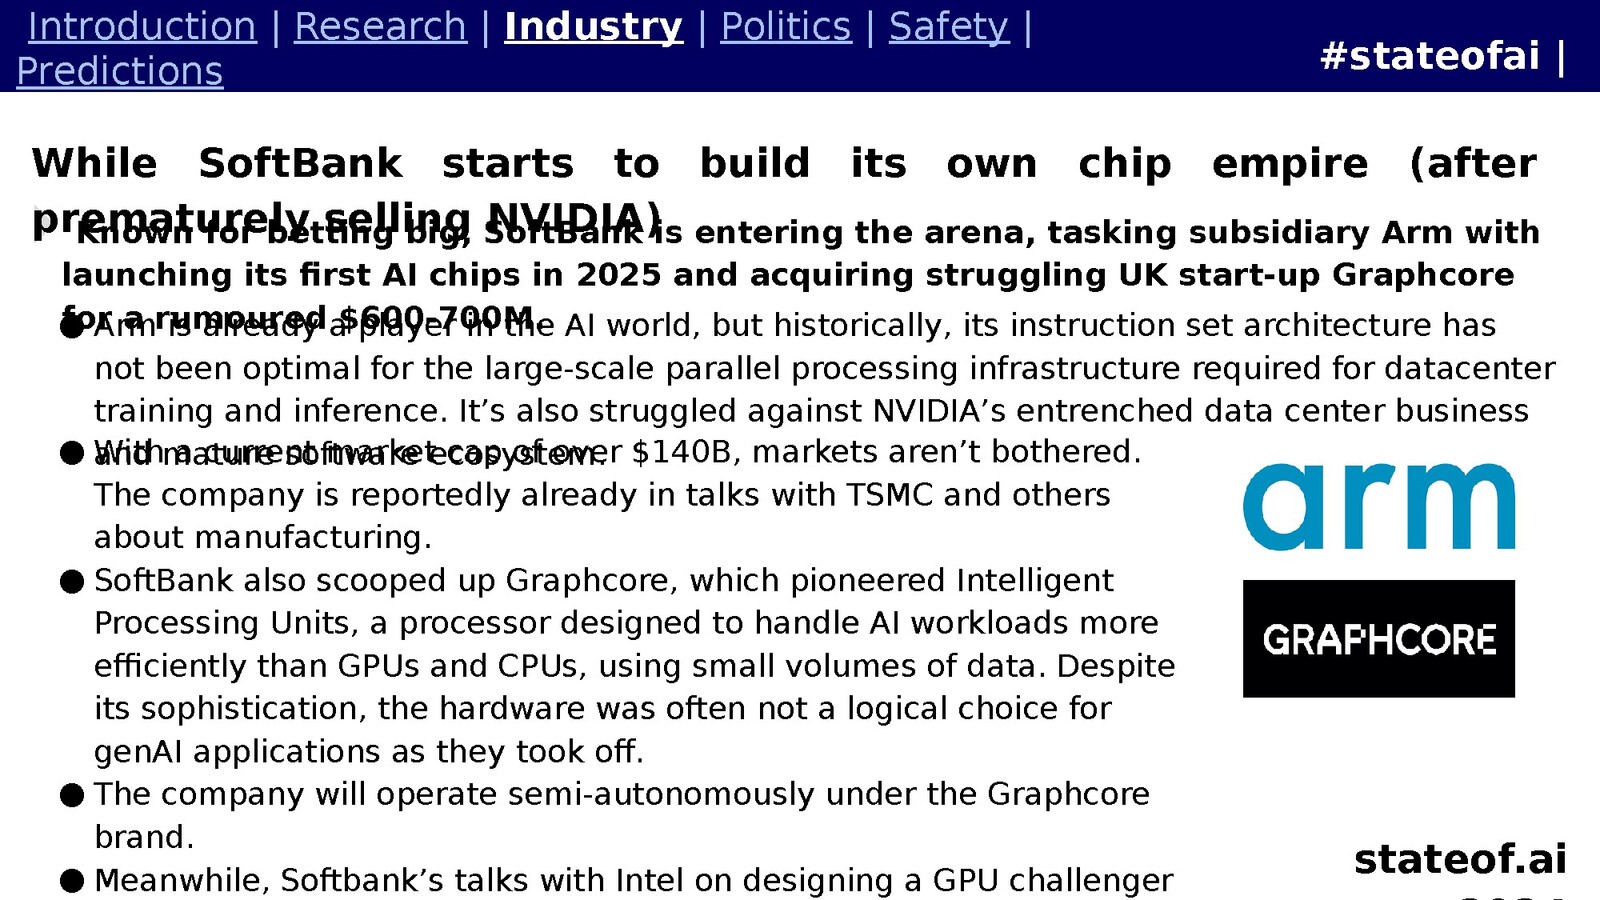 Introduction | Research | Industry | Politics | Safety |
Predictions
#stateofai |
While SoftBank starts to build its own chip empire (after
prematurely selling NVIDIA)
Known for betting big, SoftBank is entering the arena, tasking subsidiary Arm with
launching its first AI chips in 2025 and acquiring struggling UK start-up Graphcore
for a rumoured $600-700M.
● Arm is already a player in the AI world, but historically, its instruction set architecture has
not been optimal for the large-scale parallel processing infrastructure required for datacenter
training and inference. It’s also struggled against NVIDIA’s entrenched data center business
and mature software ecosystem.
● With a current market cap of over $140B, markets aren’t bothered.
The company is reportedly already in talks with TSMC and others
about manufacturing.
● SoftBank also scooped up Graphcore, which pioneered Intelligent
Processing Units, a processor designed to handle AI workloads more
efficiently than GPUs and CPUs, using small volumes of data. Despite
its sophistication, the hardware was often not a logical choice for
genAI applications as they took off.
● The company will operate semi-autonomously under the Graphcore
brand.
● Meanwhile, Softbank’s talks with Intel on designing a GPU challenger
arm
GRAPHCORE
stateof.ai